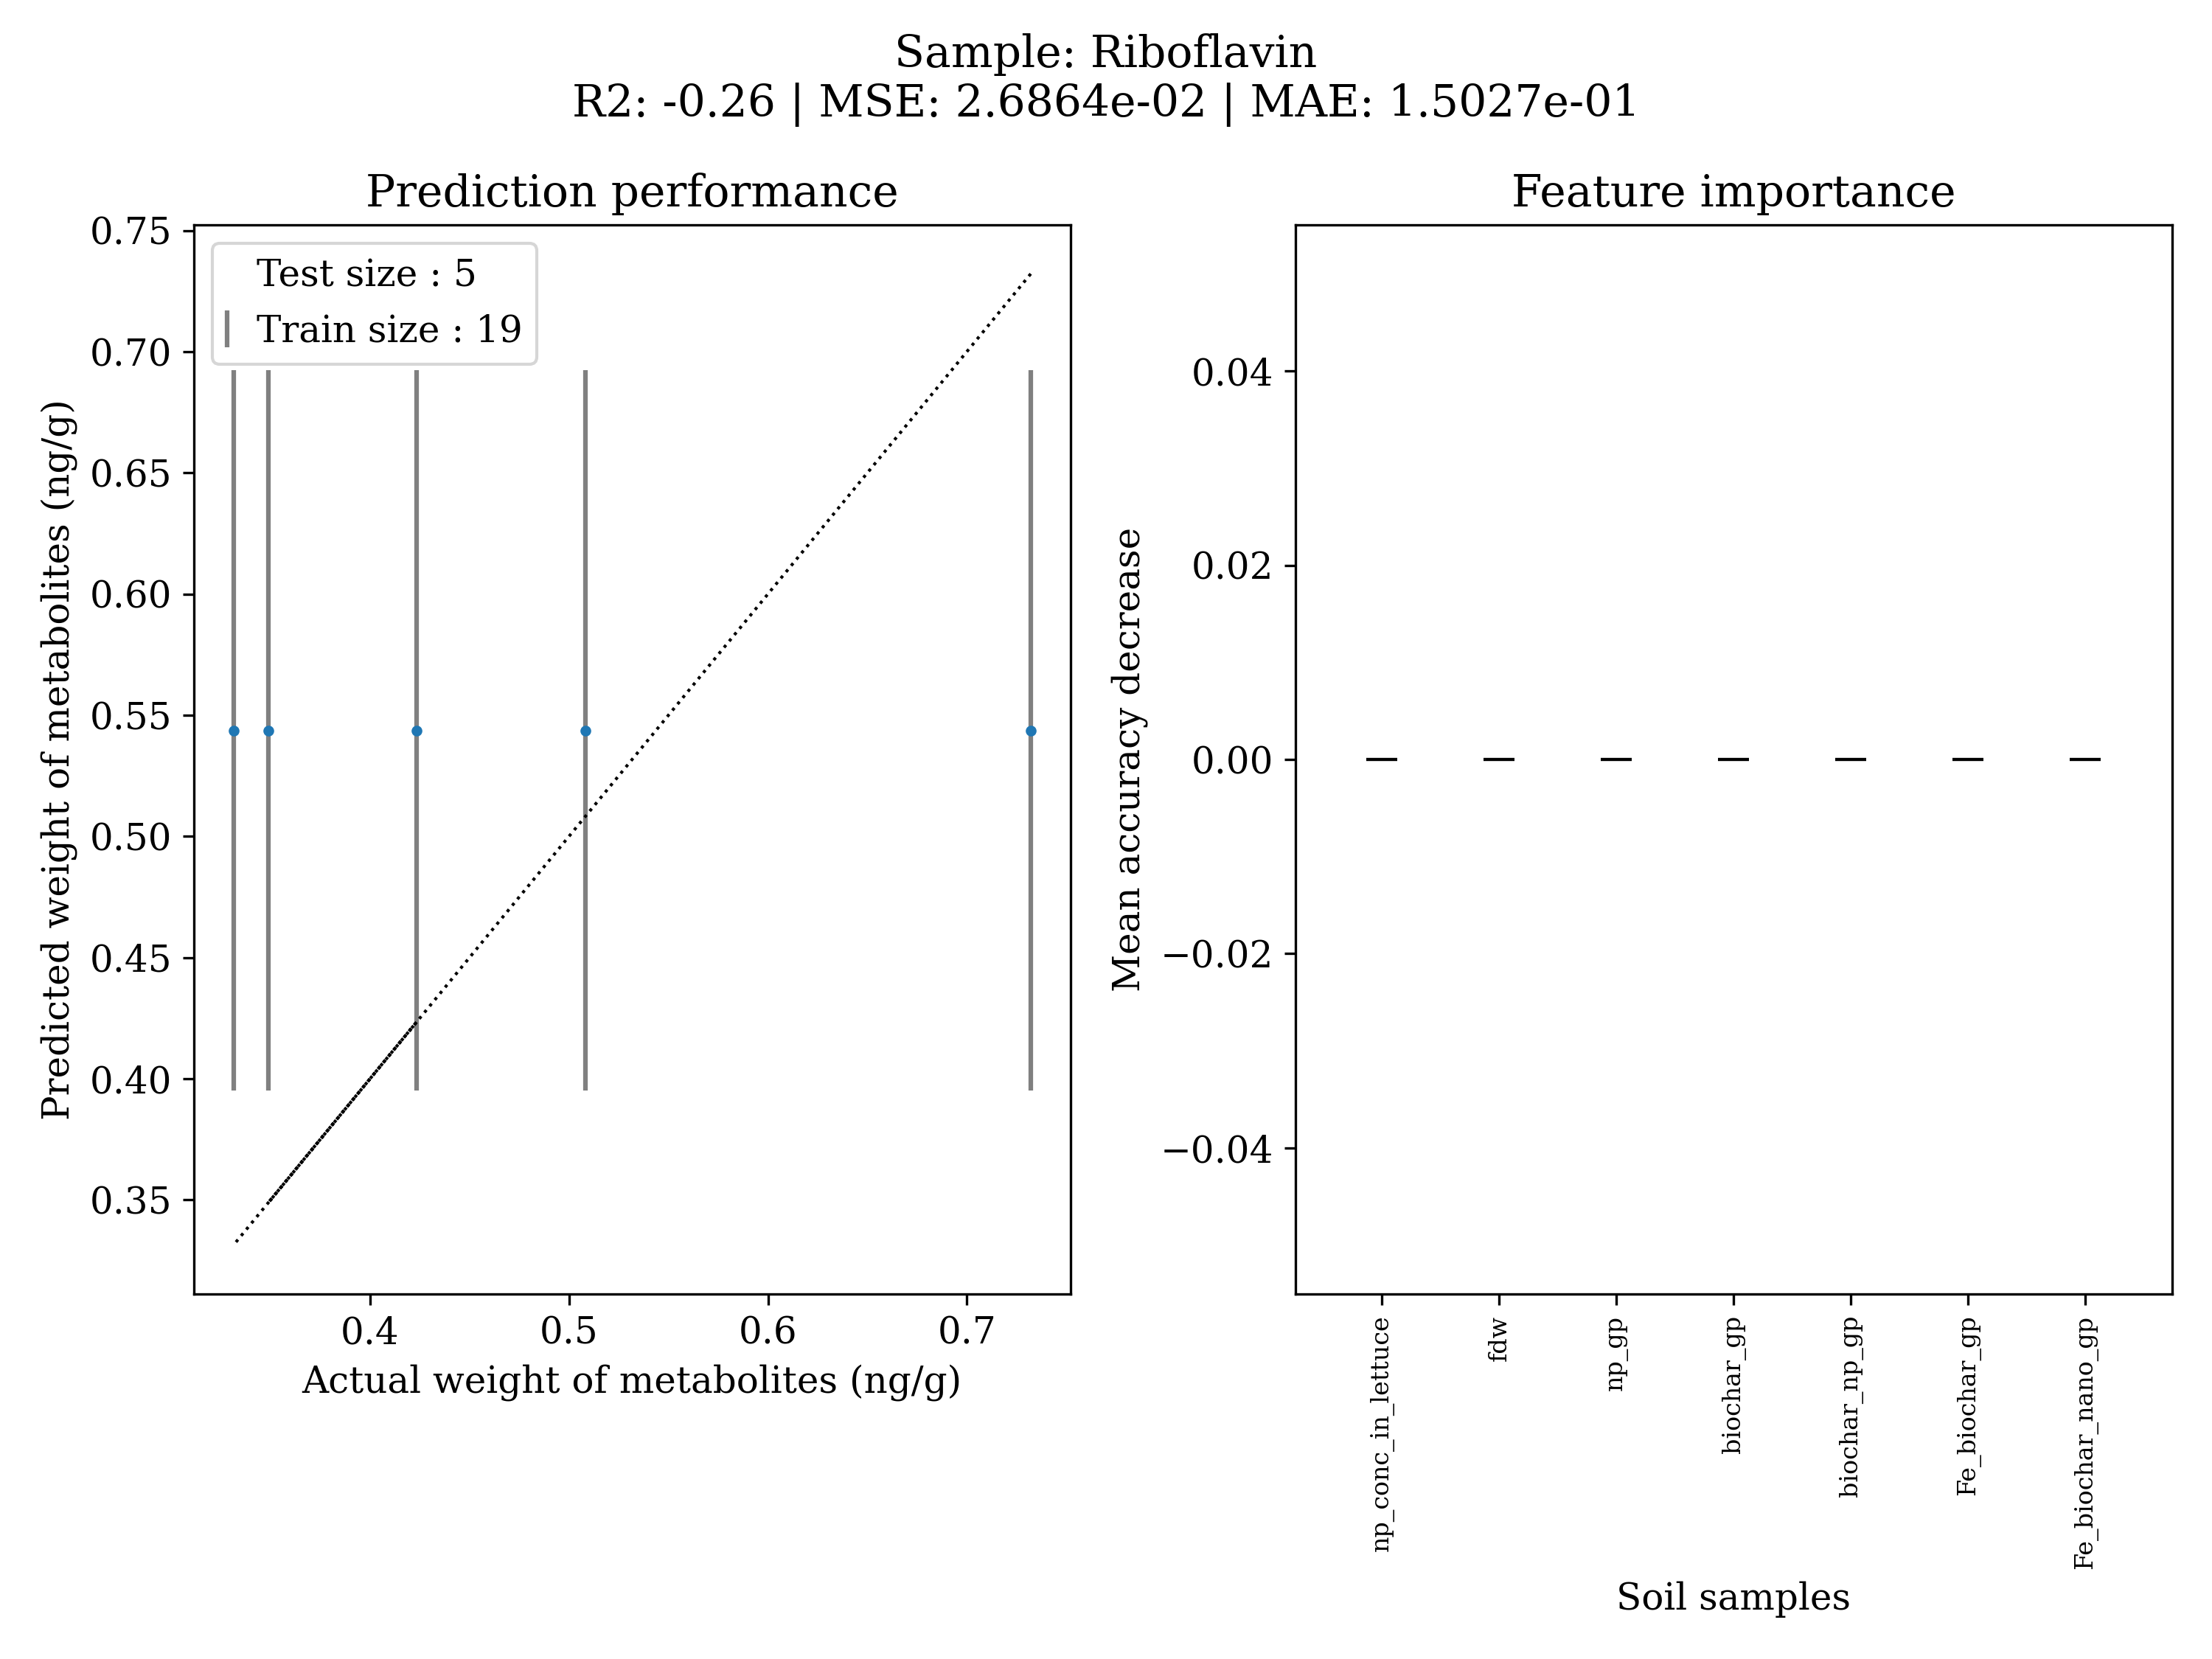 Sample: Riboflavin
R2: -0.26 | MSE: 2.6864e-02 | MAE: 1.5027e-01
Prediction performance
0.75
0.70
0.65
0.60
0.55
0.50
0.45
0.40
0.35
Predicted weight of metabolites (ng/g)
Test size : 5
Train size : 19
0.4 0.5 0.6 0.7
Actual weight of metabolites (ng/g)
Feature importance
0.04
0.02
0.00
−0.02
−0.04
Mean accuracy decrease
np_conc_in_lettuce
fdw
np_gp
biochar_gp
biochar_np_gp
Fe_biochar_gp
Fe_biochar_nano_gp
Soil samples